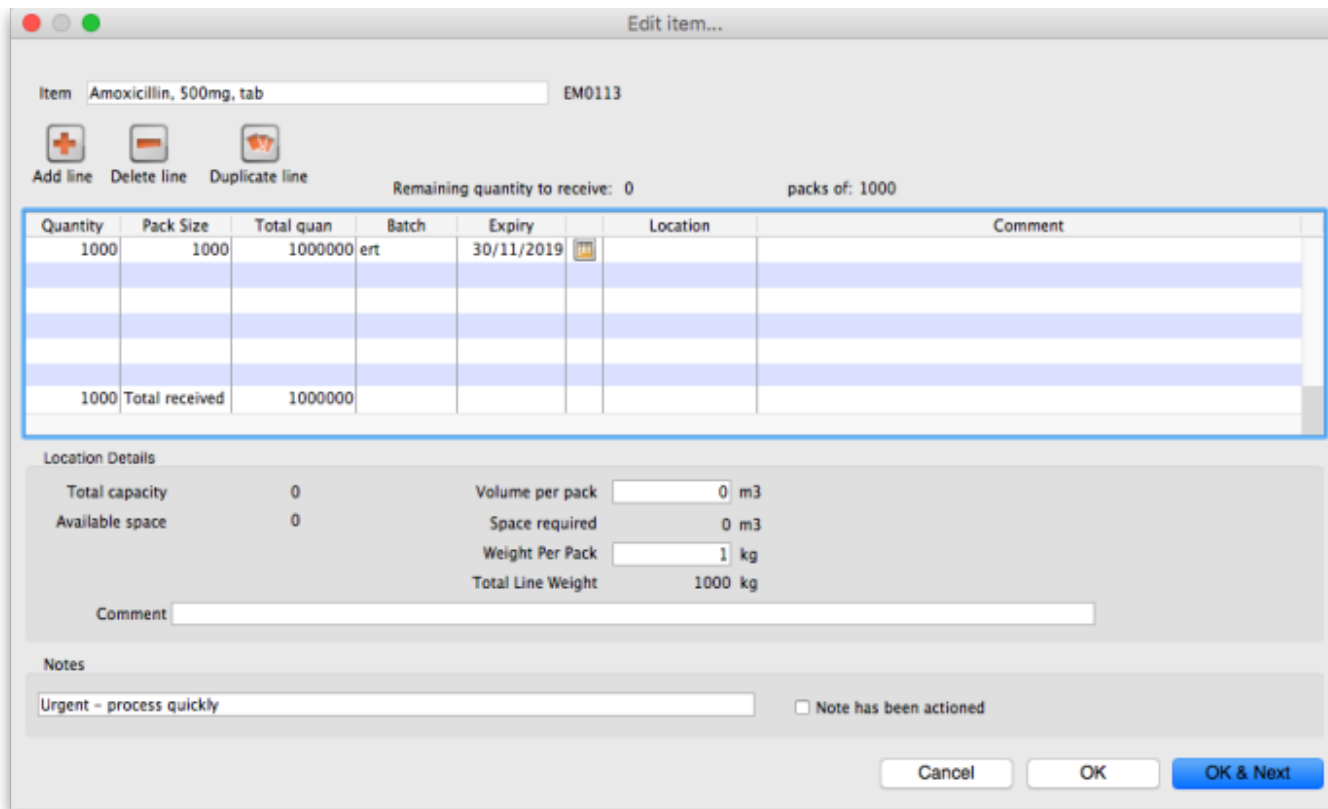 Edit item...
Item Amoxicillin, 500mg, tab EM0113
Add line Delete line Duplicate line
Remaining quantity to receive: 0 packs of: 1000
Quantity Pack Size Total quan Batch Expiry Location Comment
1000 1000 1000000 ert 30/11/2019
1000 Total received 1000000
Location Details
Total capacity 0 Volume per pack 0 m3
Available space 0 Space required 0 m3
Weight Per Pack 1 kg
Total Line Weight 1000 kg
Comment
Notes
Urgent - process quickly Note has been actioned
Cancel OK OK & Next